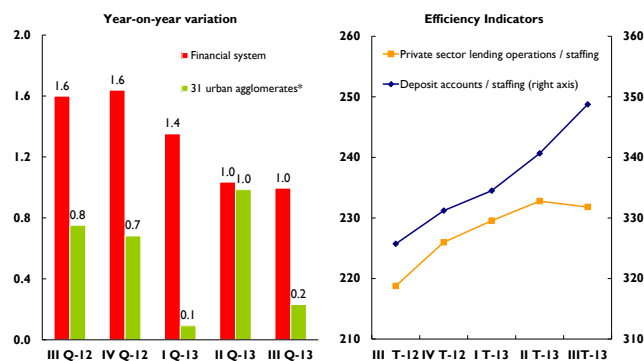 Year-on-year variation
2.0
1.6
1.2
0.8
0.4
0.0
Financial system
31 urban agglomerates*
1.6
1.6
1.4
1.0
1.0
1.0
0.8
0.7
0.1
0.2
III Q-12
IV Q-12
I Q-13
II Q-13
III Q-13
Efficiency Indicators
260
250
240
230
220
210
Private sector lending operations / staffing
Deposit accounts / staffing (right axis)
360
350
340
330
320
310
III T-12
IV T-12
I T-13
II T-13
IIIT-13